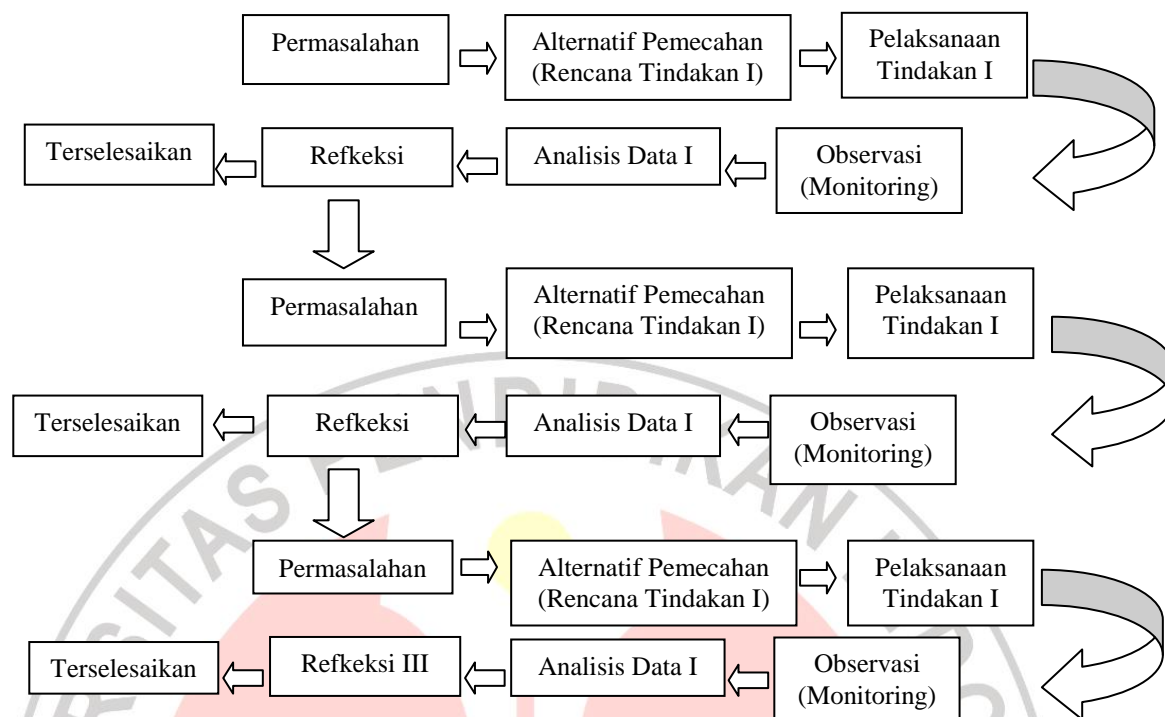 Permasalahan
Alternatif Pemecahan
(Rencana Tindakan I)
Pelaksanaan
Tindakan I
Terselesaikan
Refkeksi
Analisis Data I
Observasi
(Monitoring)
Permasalahan
Alternatif Pemecahan
(Rencana Tindakan I)
Pelaksanaan
Tindakan I
Terselesaikan
Refkeksi
Analisis Data I
Observasi
(Monitoring)
Permasalahan
Alternatif Pemecahan
(Rencana Tindakan I)
Pelaksanaan
Tindakan I
Terselesaikan
Refkeksi III
Analisis Data I
Observasi
(Monitoring)